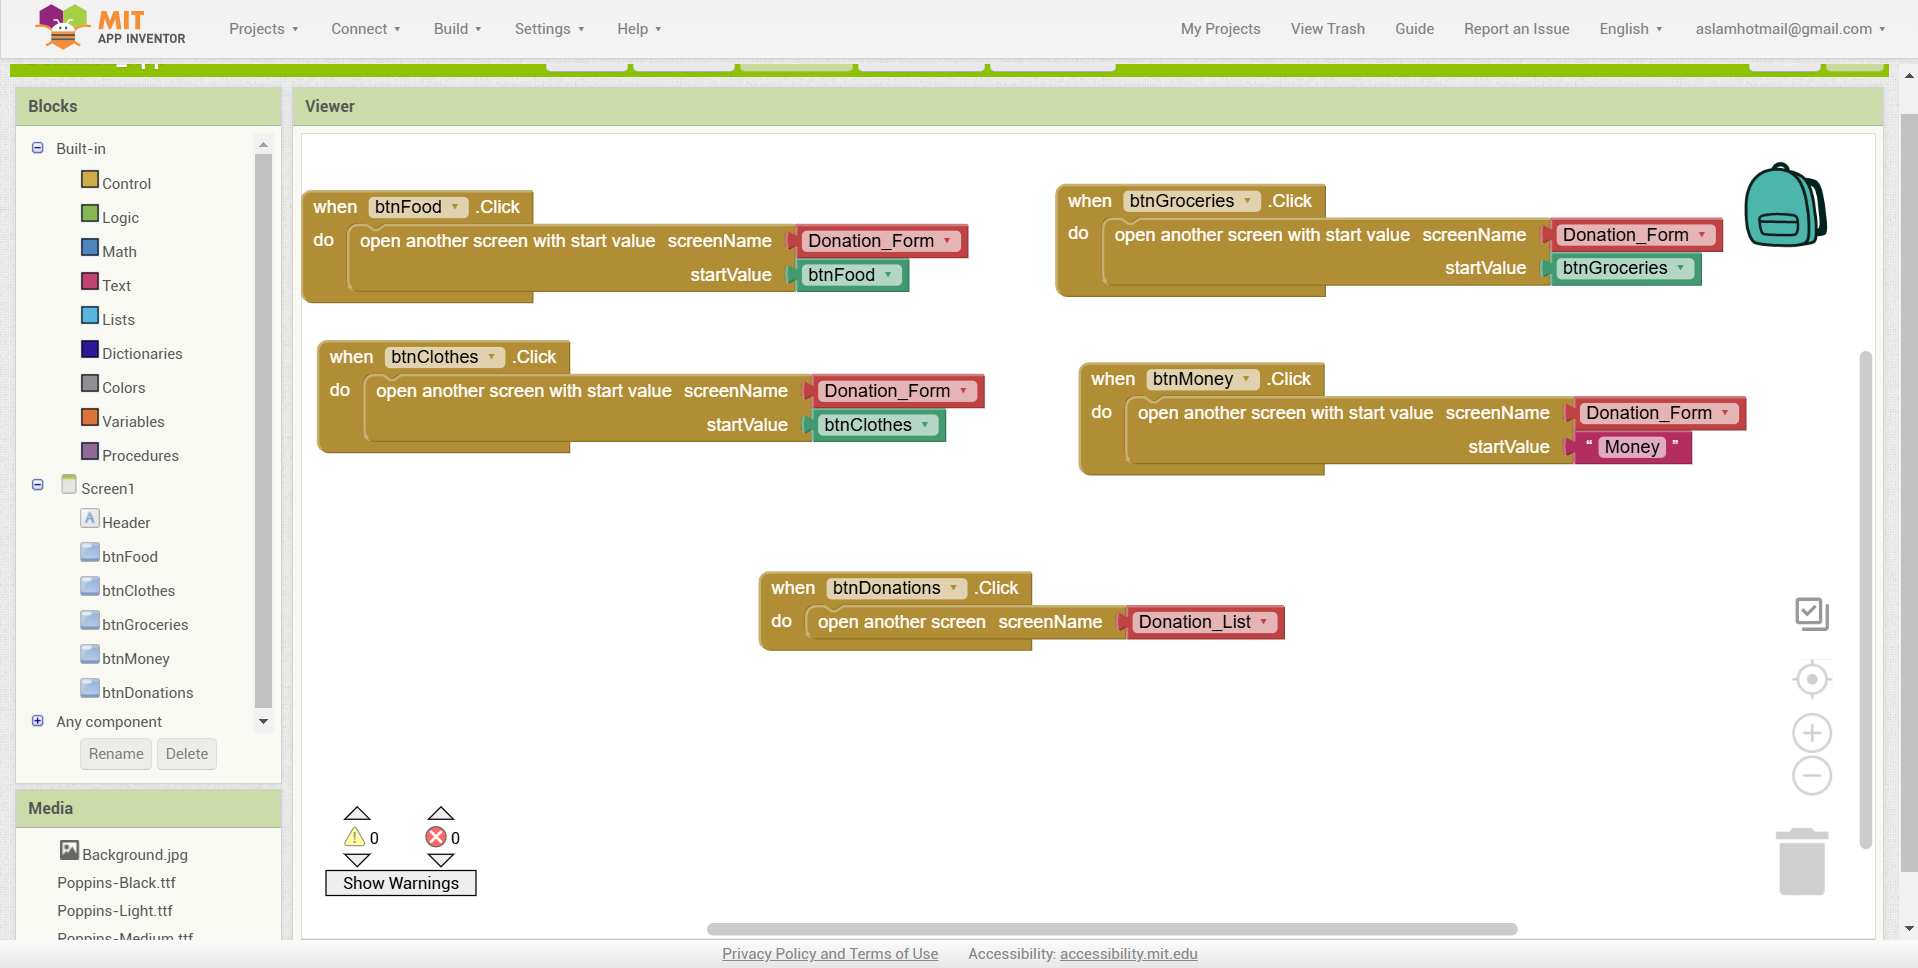 MIT
APP INVENTOR
Projects
Connect
Build
Settings
Help
My Projects
View Trash
Guide
Report an Issue
English
aslamhotmail@gmail.com
Blocks
Built-in
Control
Logic
Math
Text
Lists
Dictionaries
Colors
Variables
Procedures
Screen1
Header
btnFood
btnClothes
btnGroceries
btnMoney
btnDonations
Any component
Rename
Delete
Media
Background.jpg
Poppins-Black.ttf
Poppins-Light.ttf
Poppins-Medium.ttf
Viewer
when btnFood .Click
do open another screen with start value screenName Donation_Form
startValue btnFood
when btnGroceries .Click
do open another screen with start value screenName Donation_Form
startValue btnGroceries
when btnClothes .Click
do open another screen with start value screenName Donation_Form
startValue btnClothes
when btnMoney .Click
do open another screen with start value screenName Donation_Form
startValue “ Money ”
when btnDonations .Click
do open another screen screenName Donation_List
0
0
Show Warnings
Privacy Policy and Terms of Use
Accessibility: accessibility.mit.edu